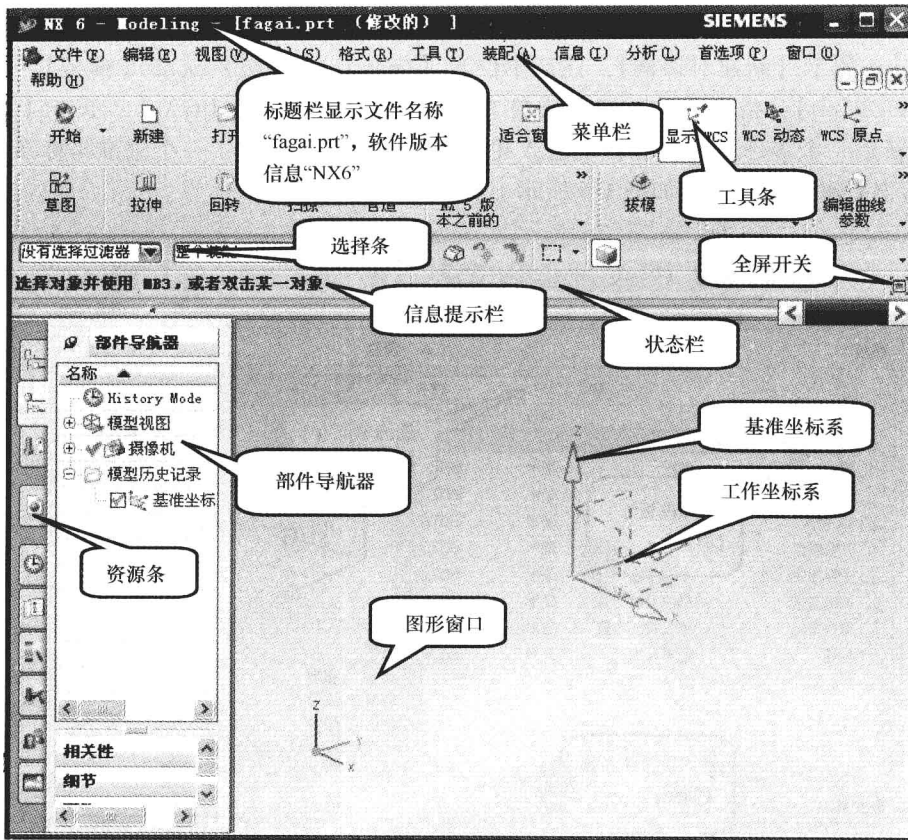 NX 6 - Modeling - [fagai.prt （修改的） ]
SIEMENS
文件(F) 编辑(E) 视图(V) (S) 格式(R) 工具(T) 装配(A) 信息(I) 分析(L) 首选项(P) 窗口(O)
帮助(H)
标题栏显示文件名称
“fagai.prt”，软件版本
信息“NX6”
菜单栏
开始 新建 打开 适合窗 显示 WCS WCS 动态 WCS 原点
工具条
草图 拉伸 回转 扫掠 管道 5 版 拔模 编辑曲线
本之前的 参数
没有选择过滤器 整个装配
选择条
全屏开关
选择对象并使用 MB3，或者双击某一对象
信息提示栏
状态栏
部件导航器
名称
History Mode
模型视图
摄像机
模型历史记录
基准坐标
部件导航器
资源条
基准坐标系
工作坐标系
图形窗口
Z
X
Z
Y
X
相关性
细节